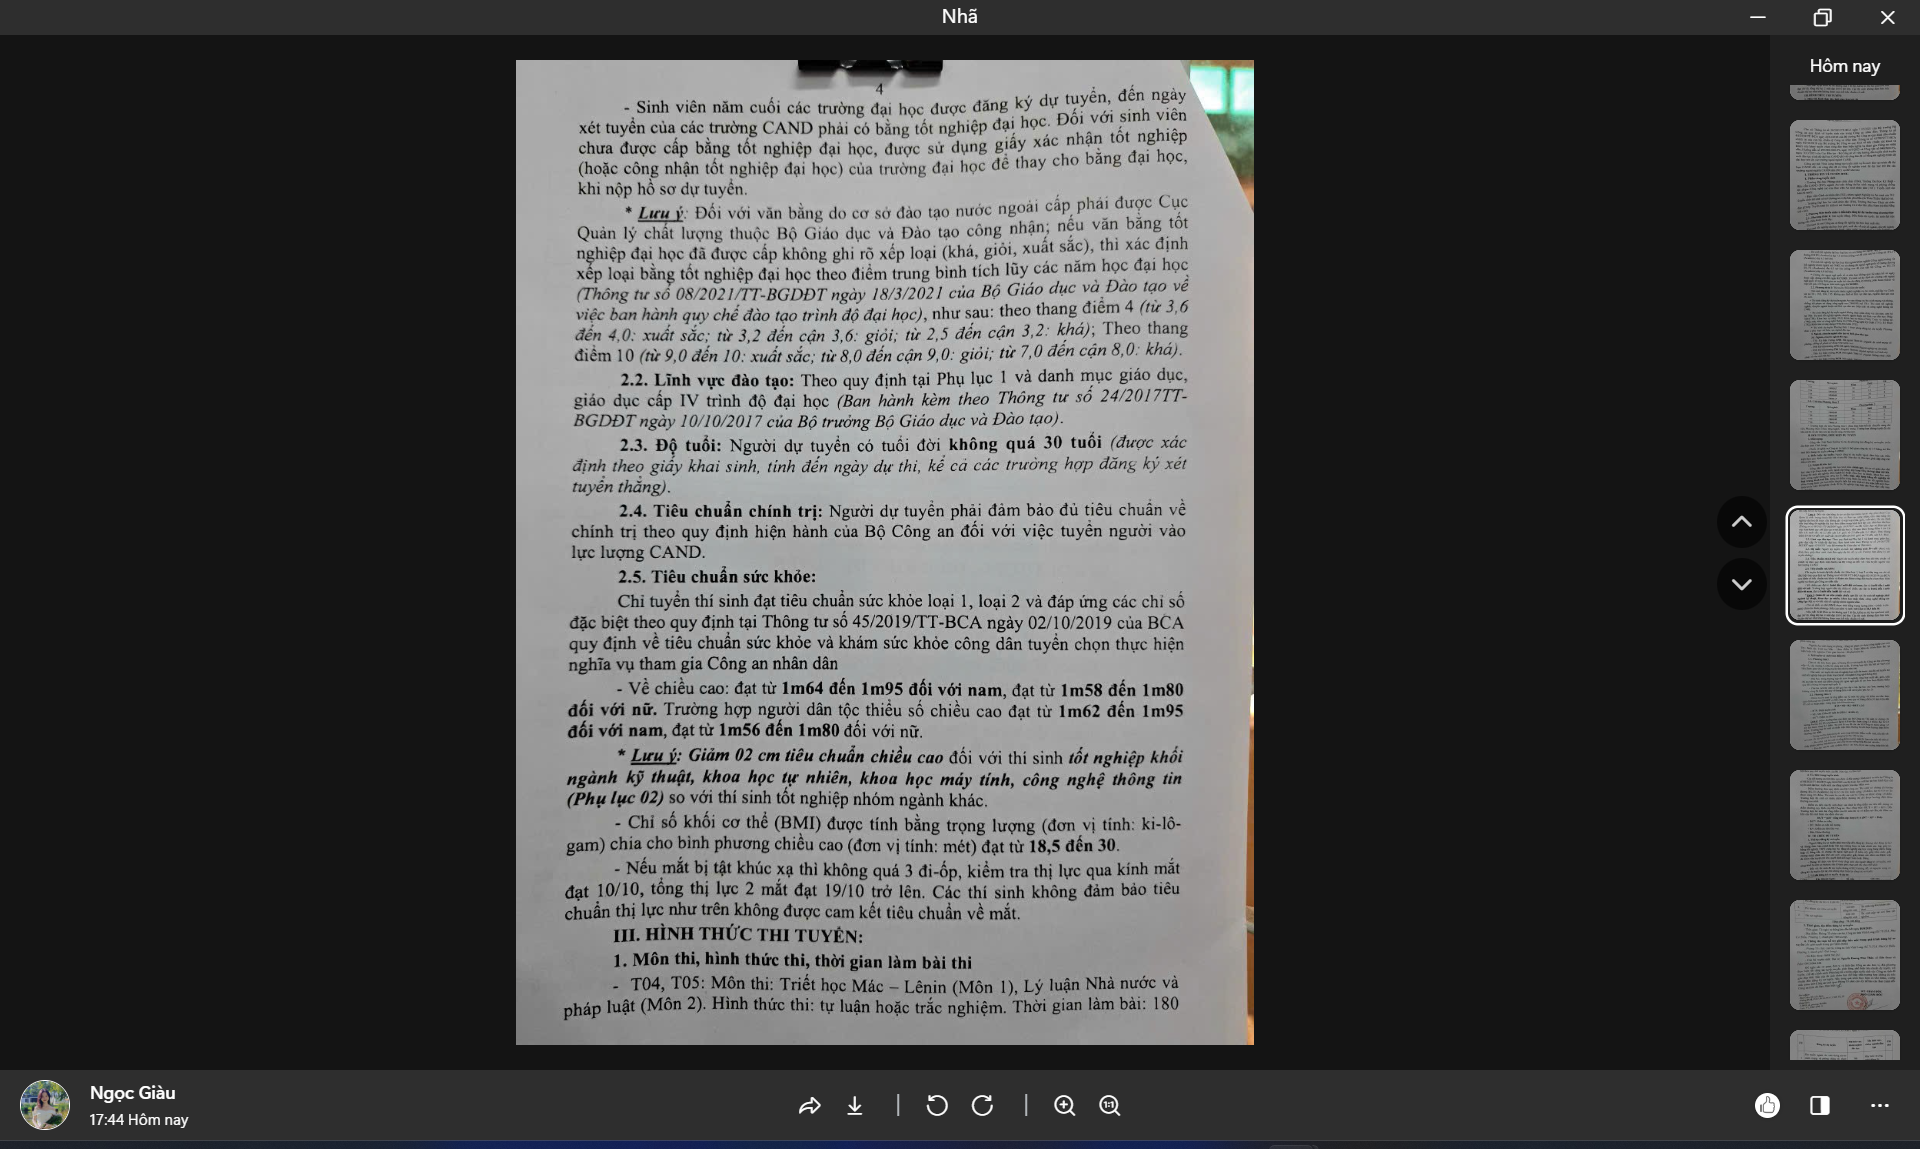 Nhã
Hôm nay
4
- Sinh viên năm cuối các trường đại học được đăng ký dự tuyển, đến ngày
xét tuyển của các trường CAND phải có bằng tốt nghiệp đại học. Đối với sinh viên
chưa được cấp bằng tốt nghiệp đại học, được sử dụng giấy xác nhận tốt nghiệp
(hoặc công nhận tốt nghiệp đại học) của trường đại học để thay cho bằng đại học,
khi nộp hồ sơ dự tuyển.
* Lưu ý: Đối với văn bằng do cơ sở đào tạo nước ngoài cấp phải được Cục
Quản lý chất lượng thuộc Bộ Giáo dục và Đào tạo công nhận; nếu văn bằng tốt
nghiệp đại học đã được cấp không ghi rõ xếp loại (khá, giỏi, xuất sắc), thì xác định
xếp loại bằng tốt nghiệp đại học theo điểm trung bình tích lũy các năm học đại học
(Thông tư số 08/2021/TT-BGDĐT ngày 18/3/2021 của Bộ Giáo dục và Đào tạo về
việc ban hành quy chế đào tạo trình độ đại học), như sau: theo thang điểm 4 (từ 3,6
đến 4,0: xuất sắc; từ 3,2 đến cận 3,6: giỏi; từ 2,5 đến cận 3,2: khá); Theo thang
điểm 10 (từ 9,0 đến 10: xuất sắc; từ 8,0 đến cận 9,0: giỏi; từ 7,0 đến cận 8,0: khá).
2.2. Lĩnh vực đào tạo: Theo quy định tại Phụ lục 1 và danh mục giáo dục,
giáo dục cấp IV trình độ đại học (Ban hành kèm theo Thông tư số 24/2017TT-
BGDĐT ngày 10/10/2017 của Bộ trưởng Bộ Giáo dục và Đào tạo).
2.3. Độ tuổi: Người dự tuyển có tuổi đời không quá 30 tuổi (được xác
định theo giấy khai sinh, tính đến ngày dự thi, kể cả các trường hợp đăng ký xét
tuyển thẳng).
2.4. Tiêu chuẩn chính trị: Người dự tuyển phải đảm bảo đủ tiêu chuẩn về
chính trị theo quy định hiện hành của Bộ Công an đối với việc tuyển người vào
lực lượng CAND.
2.5. Tiêu chuẩn sức khỏe:
Chỉ tuyển thí sinh đạt tiêu chuẩn sức khỏe loại 1, loại 2 và đáp ứng các chỉ số
đặc biệt theo quy định tại Thông tư số 45/2019/TT-BCA ngày 02/10/2019 của BCA
quy định về tiêu chuẩn sức khỏe và khám sức khỏe công dân tuyển chọn thực hiện
nghĩa vụ tham gia Công an nhân dân
- Về chiều cao: đạt từ 1m64 đến 1m95 đối với nam, đạt từ 1m58 đến 1m80
đối với nữ. Trường hợp người dân tộc thiểu số chiều cao đạt từ 1m62 đến 1m95
đối với nam, đạt từ 1m56 đến 1m80 đối với nữ.
* Lưu ý: Giảm 02 cm tiêu chuẩn chiều cao đối với thí sinh tốt nghiệp khối
ngành kỹ thuật, khoa học tự nhiên, khoa học máy tính, công nghệ thông tin
(Phụ lục 02) so với thí sinh tốt nghiệp nhóm ngành khác.
- Chỉ số khối cơ thể (BMI) được tính bằng trọng lượng (đơn vị tính: ki-lô-
gam) chia cho bình phương chiều cao (đơn vị tính: mét) đạt từ 18,5 đến 30.
- Nếu mắt bị tật khúc xạ thì không quá 3 đi-ốp, kiểm tra thị lực qua kính mắt
đạt 10/10, tổng thị lực 2 mắt đạt 19/10 trở lên. Các thí sinh không đảm bảo tiêu
chuẩn thị lực như trên không được cam kết tiêu chuẩn về mắt.
III. HÌNH THỨC THI TUYỂN:
1. Môn thi, hình thức thi, thời gian làm bài thi
- T04, T05: Môn thi: Triết học Mác – Lênin (Môn 1), Lý luận Nhà nước và
pháp luật (Môn 2). Hình thức thi: tự luận hoặc trắc nghiệm. Thời gian làm bài: 180
Ngọc Giàu
17:44 Hôm nay